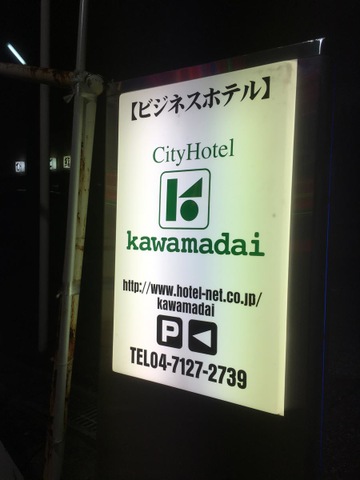 【ビジネスホテル】
CityHotel
kawamadai
http://www.hotel-net.co.jp/
kawamadai
P
TEL04-7127-2739